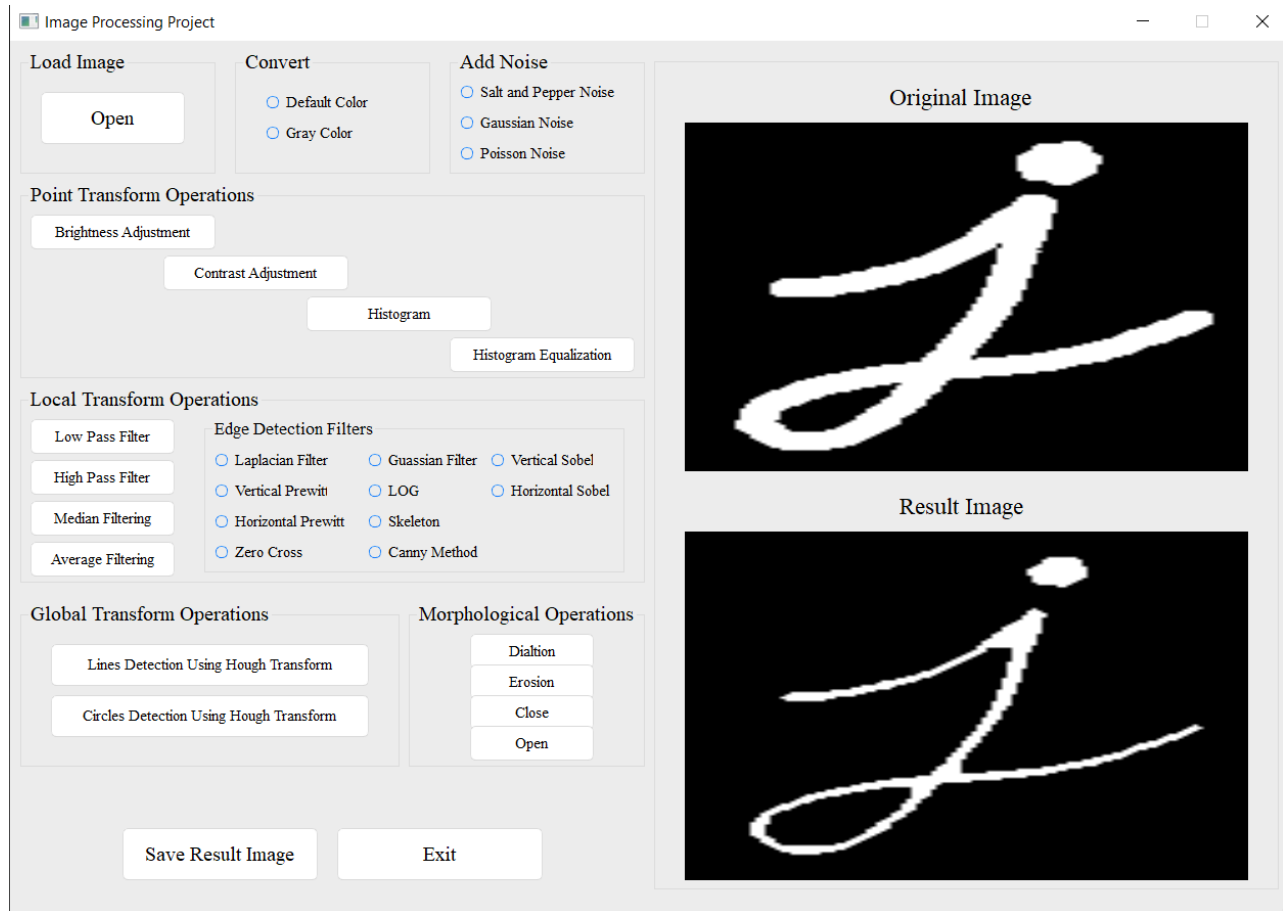 Image Processing Project
Load Image
Open
Convert
Default Color
Gray Color
Add Noise
Salt and Pepper Noise
Gaussian Noise
Poisson Noise
Point Transform Operations
Brightness Adjustment
Contrast Adjustment
Histogram
Histogram Equalization
Local Transform Operations
Low Pass Filter
High Pass Filter
Median Filtering
Average Filtering
Edge Detection Filters
Laplacian Filter
Vertical Prewitt
Horizontal Prewitt
Zero Cross
Guassian Filter
LOG
Skeleton
Canny Method
Vertical Sobel
Horizontal Sobel
Global Transform Operations
Lines Detection Using Hough Transform
Circles Detection Using Hough Transform
Morphological Operations
Dialtion
Erosion
Close
Open
Save Result Image
Exit
Original Image
j
Result Image
j